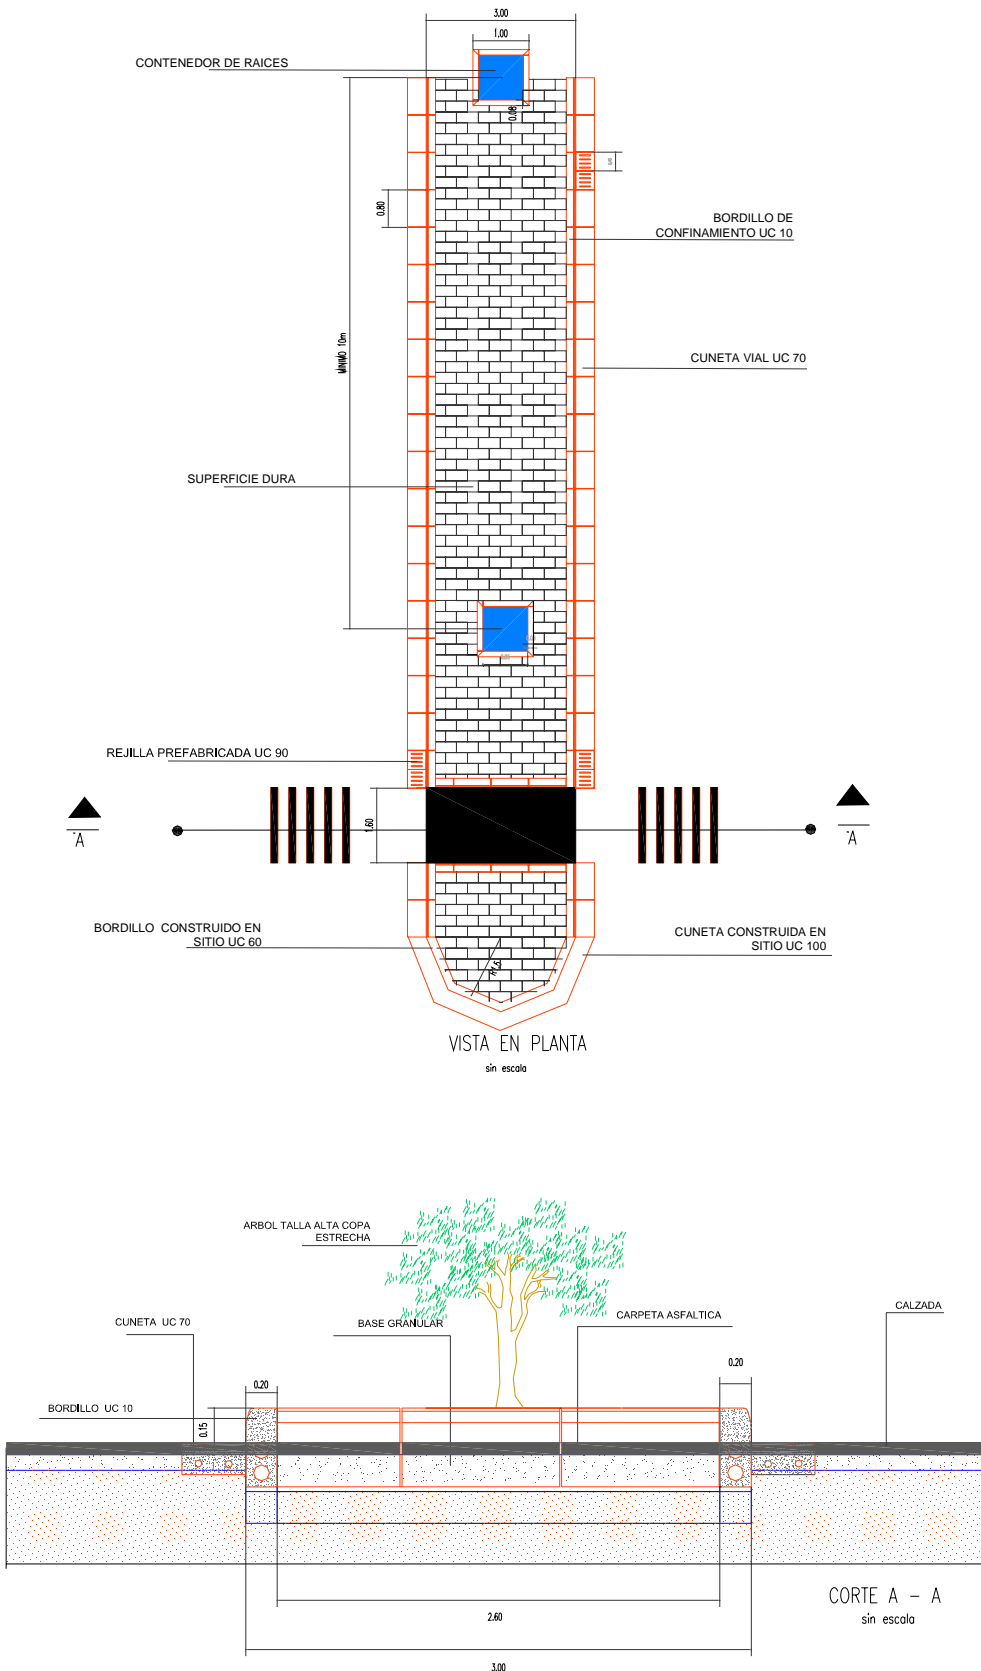 3.00
1.00
CONTENEDOR DE RAICES
0.08
0.80
BORDILLO DE
CONFINAMIENTO UC 10
MINIMO 10m
CUNETA VIAL UC 70
SUPERFICIE DURA
REJILLA PREFABRICADA UC 90
1.60
A
A
BORDILLO CONSTRUIDO EN
SITIO UC 60
CUNETA CONSTRUIDA EN
SITIO UC 100
R1.6
VISTA EN PLANTA
sin escala
ARBOL TALLA ALTA COPA
ESTRECHA
CALZADA
CARPETA ASFALTICA
CUNETA UC 70
BASE GRANULAR
0.20
0.20
BORDILLO UC 10
0.15
CORTE A - A
sin escala
2.60
3.00